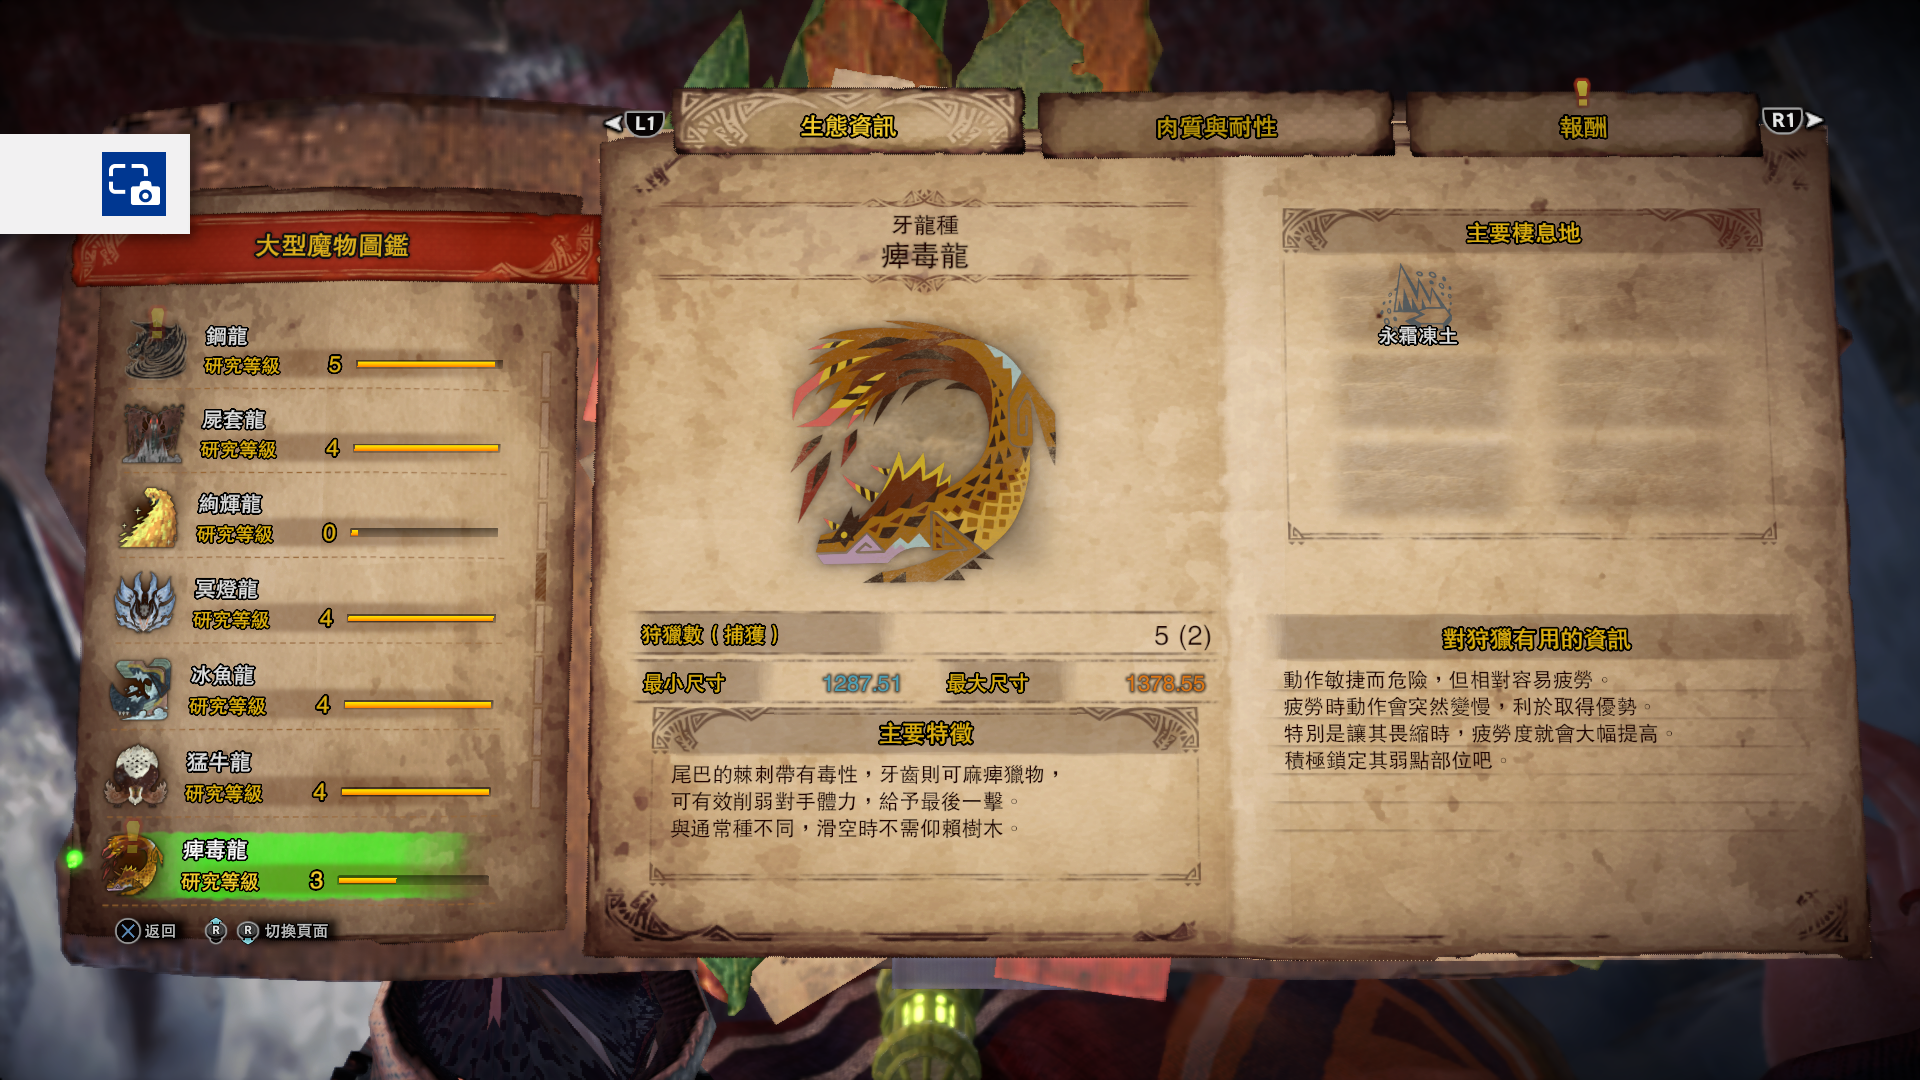 L1
生態資訊
肉質與耐性
報酬
R1
大型魔物圖鑑
鋼龍
研究等級 5
屍套龍
研究等級 4
絢輝龍
研究等級 0
冥燈龍
研究等級 4
冰魚龍
研究等級 4
猛牛龍
研究等級 4
痺毒龍
研究等級 3
返回
R R 切換頁面
牙龍種
痺毒龍
狩獵數(捕獲) 5 (2)
最小尺寸 1287.51 最大尺寸 1378.55
主要特徵
尾巴的棘刺帶有毒性,牙齒則可麻痺獵物,
可有效削弱對手體力,給予最後一擊。
與通常種不同,滑空時不需仰賴樹木。
主要棲息地
永霜凍土
對狩獵有用的資訊
動作敏捷而危險,但相對容易疲勞。
疲勞時動作會突然變慢,利於取得優勢。
特別是讓其畏縮時,疲勞度就會大幅提高。
積極鎖定其弱點部位吧。